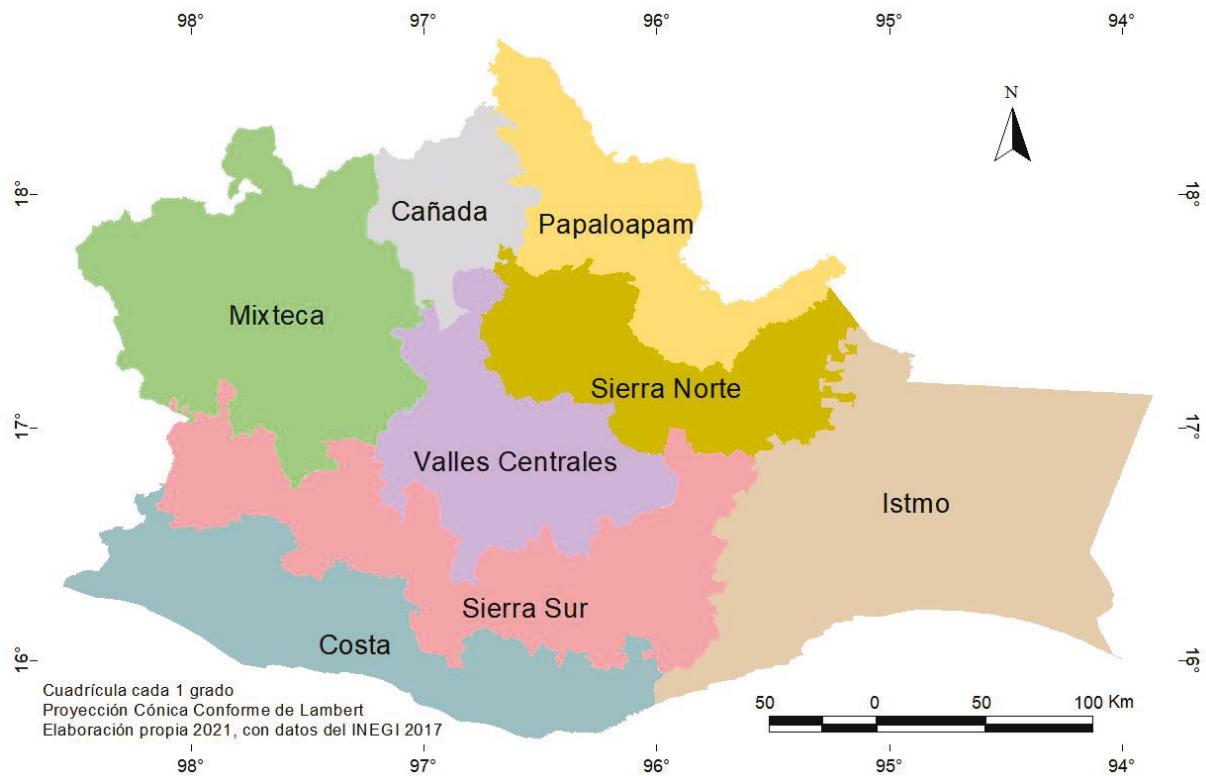 98° 97° 96° 95° 94°
N
18° 18°
Cañada
Papaloapam
Mixteca
Sierra Norte
17° 17°
Valles Centrales
Istmo
Sierra Sur
Costa
16° 16°
Cuadrícula cada 1 grado
Proyección Cónica Conforme de Lambert
Elaboración propia 2021, con datos del INEGI 2017
50 0 50 100 Km
98° 97° 96° 95° 94°